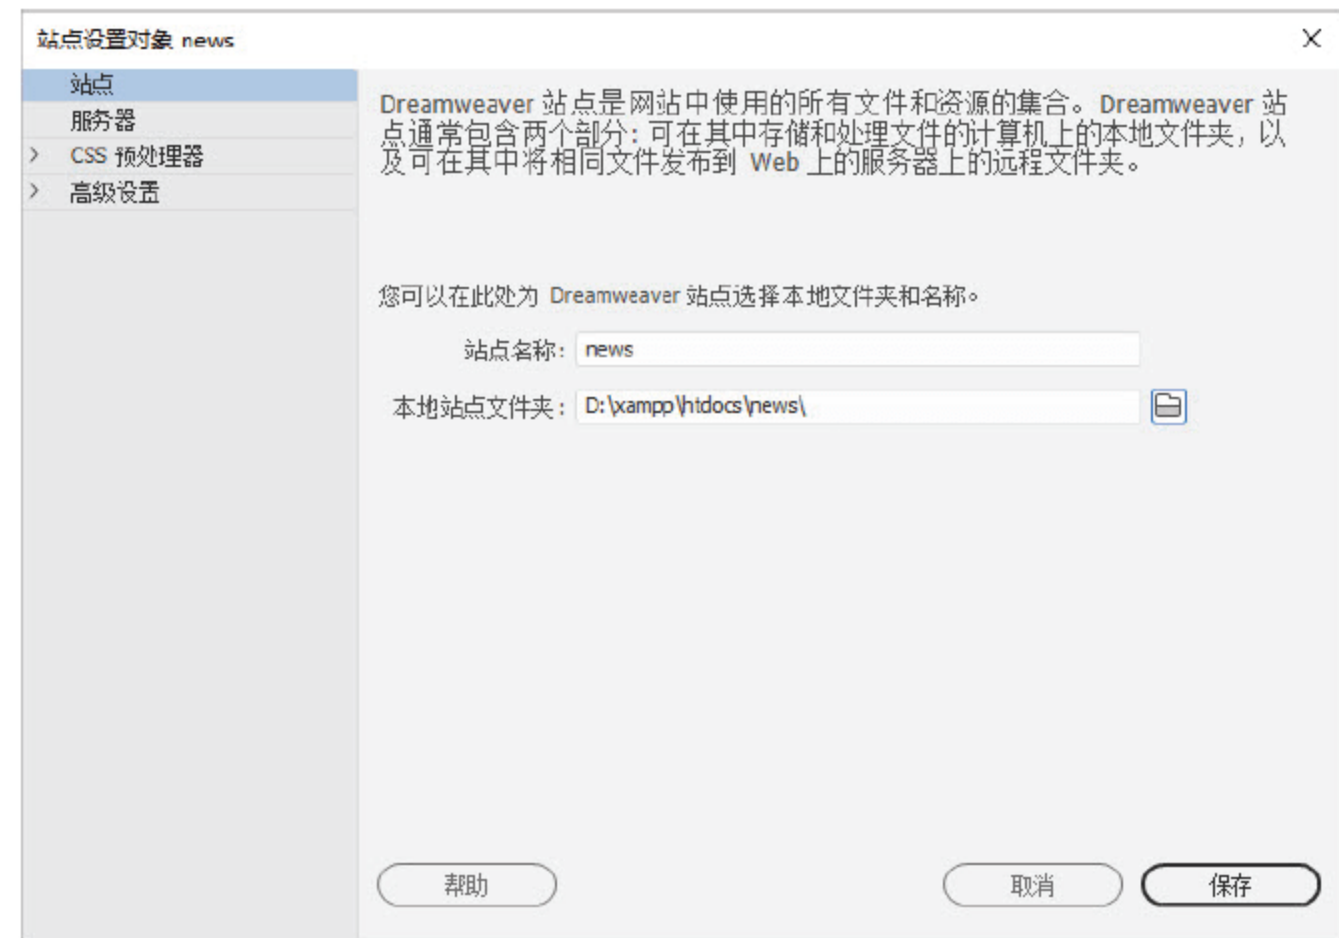 站点设置对象 news
站点
服务器
CSS 预处理器
高级设置
Dreamweaver 站点是网站中使用的所有文件和资源的集合。Dreamweaver 站
点通常包含两个部分：可在其中存储和处理文件的计算机上的本地文件夹，以
及可在其中将相同文件发布到 Web 上的服务器上的远程文件夹。
您可以在此处为 Dreamweaver 站点选择本地文件夹和名称。
站点名称： news
本地站点文件夹： D:\xampp\htdocs\news\
帮助 取消 保存